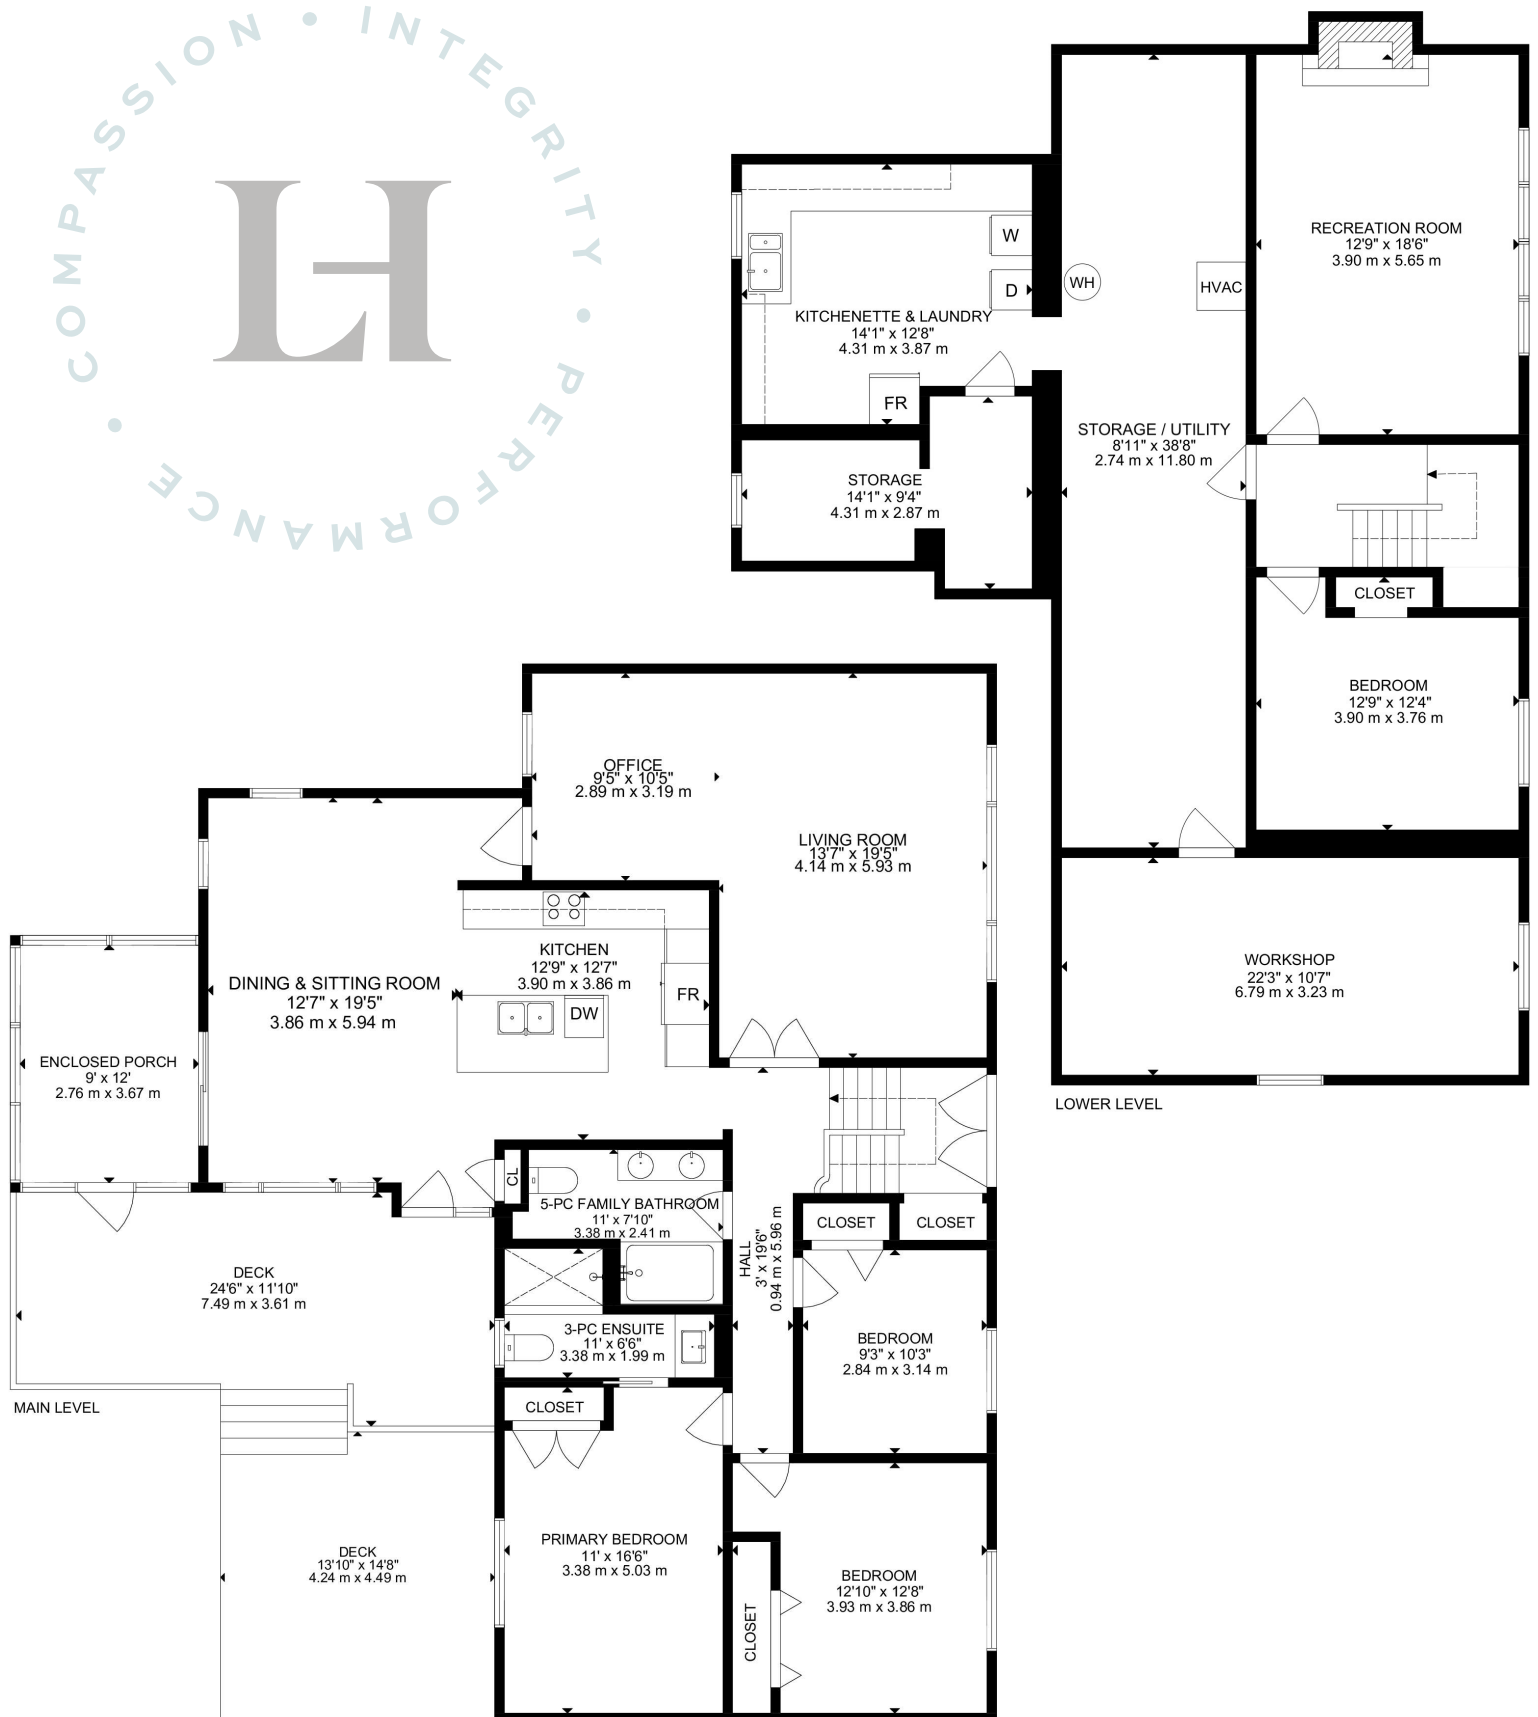 COMPASSION • INTEGRITY • PERFORMANCE •
LH
RECREATION ROOM
12'9" x 18'6"
3.90 m x 5.65 m
W
D
WH
HVAC
KITCHENETTE & LAUNDRY
14'1" x 12'8"
4.31 m x 3.87 m
FR
STORAGE / UTILITY
8'11" x 38'8"
2.74 m x 11.80 m
STORAGE
14'1" x 9'4"
4.31 m x 2.87 m
CLOSET
BEDROOM
12'9" x 12'4"
3.90 m x 3.76 m
WORKSHOP
22'3" x 10'7"
6.79 m x 3.23 m
LOWER LEVEL
OFFICE
9'5" x 10'5"
2.89 m x 3.19 m
LIVING ROOM
13'7" x 19'5"
4.14 m x 5.93 m
KITCHEN
12'9" x 12'7"
3.90 m x 3.86 m
FR
DW
DINING & SITTING ROOM
12'7" x 19'5"
3.86 m x 5.94 m
ENCLOSED PORCH
9' x 12'
2.76 m x 3.67 m
CL
5-PC FAMILY BATHROOM
11' x 7'10"
3.38 m x 2.41 m
HALL
3' x 19'6"
0.94 m x 5.96 m
CLOSET
CLOSET
DECK
24'6" x 11'10"
7.49 m x 3.61 m
3-PC ENSUITE
11' x 6'6"
3.38 m x 1.99 m
BEDROOM
9'3" x 10'3"
2.84 m x 3.14 m
MAIN LEVEL
CLOSET
PRIMARY BEDROOM
11' x 16'6"
3.38 m x 5.03 m
DECK
13'10" x 14'8"
4.24 m x 4.49 m
CLOSET
BEDROOM
12'10" x 12'8"
3.93 m x 3.86 m